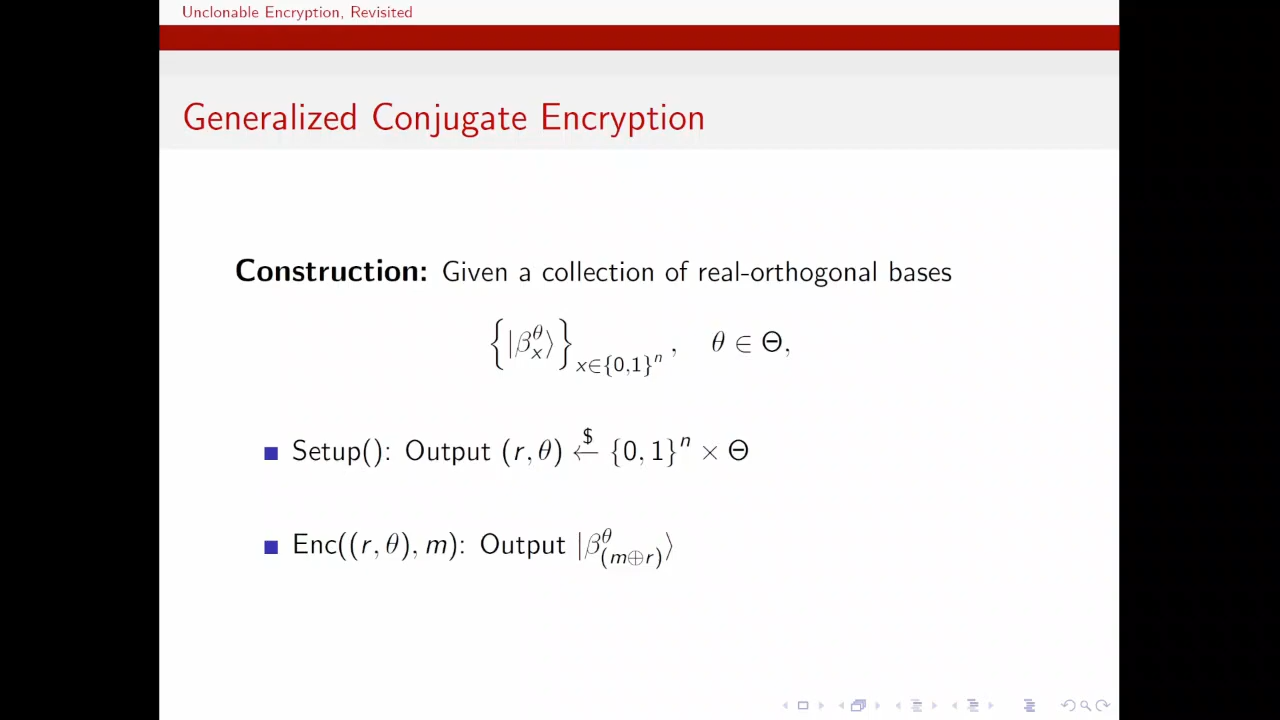 Unclonable Encryption, Revisited
Generalized Conjugate Encryption
Construction: Given a collection of real-orthogonal bases
{|β_x^θ⟩}_{x∈{0,1}^n}, θ ∈ Θ,
Setup(): Output (r, θ) $← {0, 1}^n × Θ
Enc((r, θ), m): Output |β^θ_{(m⊕r)}⟩